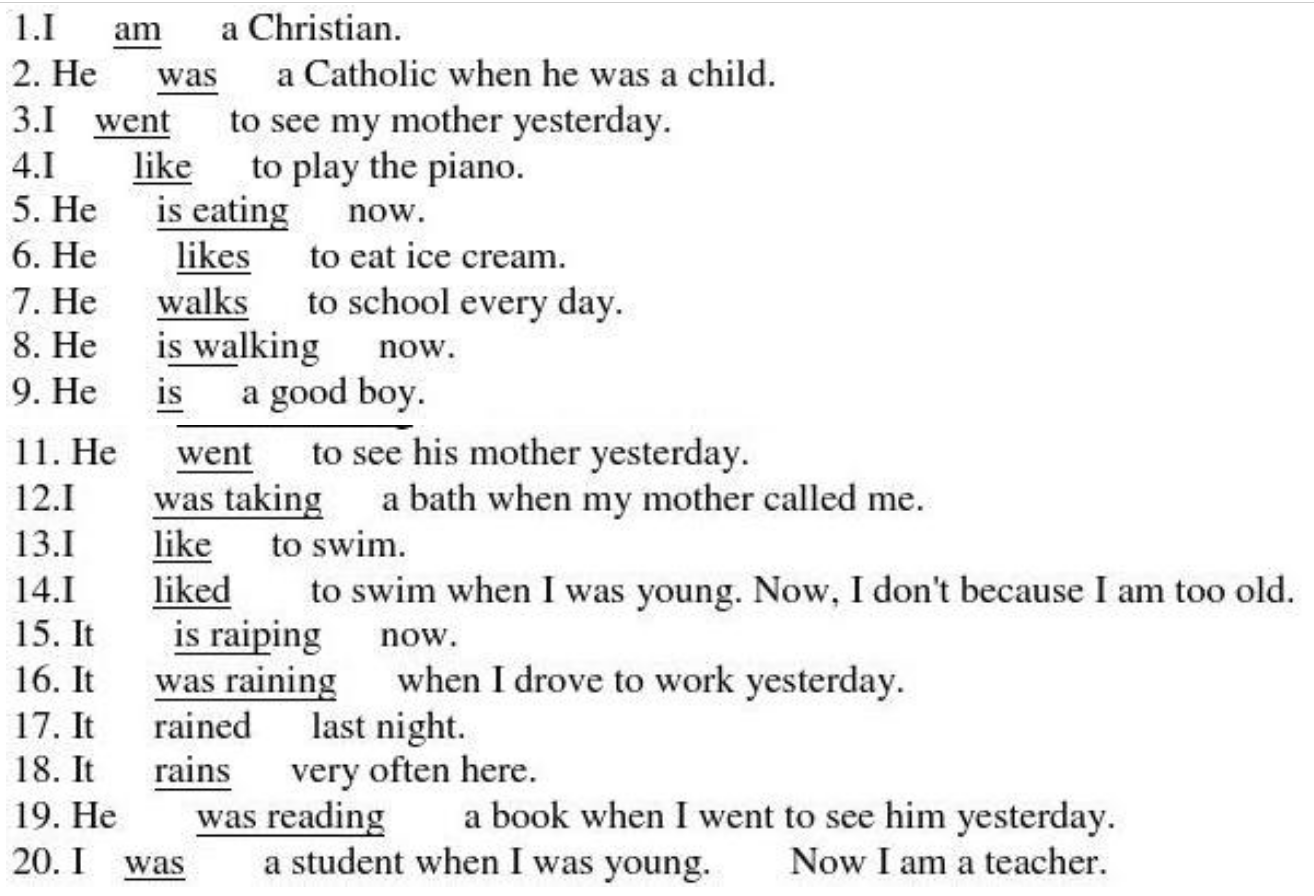 1.I am a Christian.
2. He was a Catholic when he was a child.
3.I went to see my mother yesterday.
4.I like to play the piano.
5. He is eating now.
6. He likes to eat ice cream.
7. He walks to school every day.
8. He is walking now.
9. He is a good boy.
11. He went to see his mother yesterday.
12.I was taking a bath when my mother called me.
13.I like to swim.
14.I liked to swim when I was young. Now, I don't because I am too old.
15. It is raiping now.
16. It was raining when I drove to work yesterday.
17. It rained last night.
18. It rains very often here.
19. He was reading a book when I went to see him yesterday.
20. I was a student when I was young. Now I am a teacher.